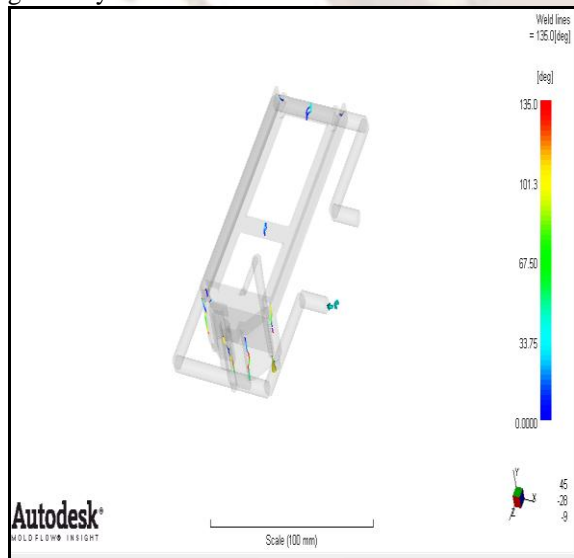 Weld lines
= 135.0[deg]
[deg]
135.0
101.3
67.50
33.75
0.0000
Y
X
Z
45
-28
-9
Autodesk®
MOLDFLOW® INSIGHT
Scale (100 mm)